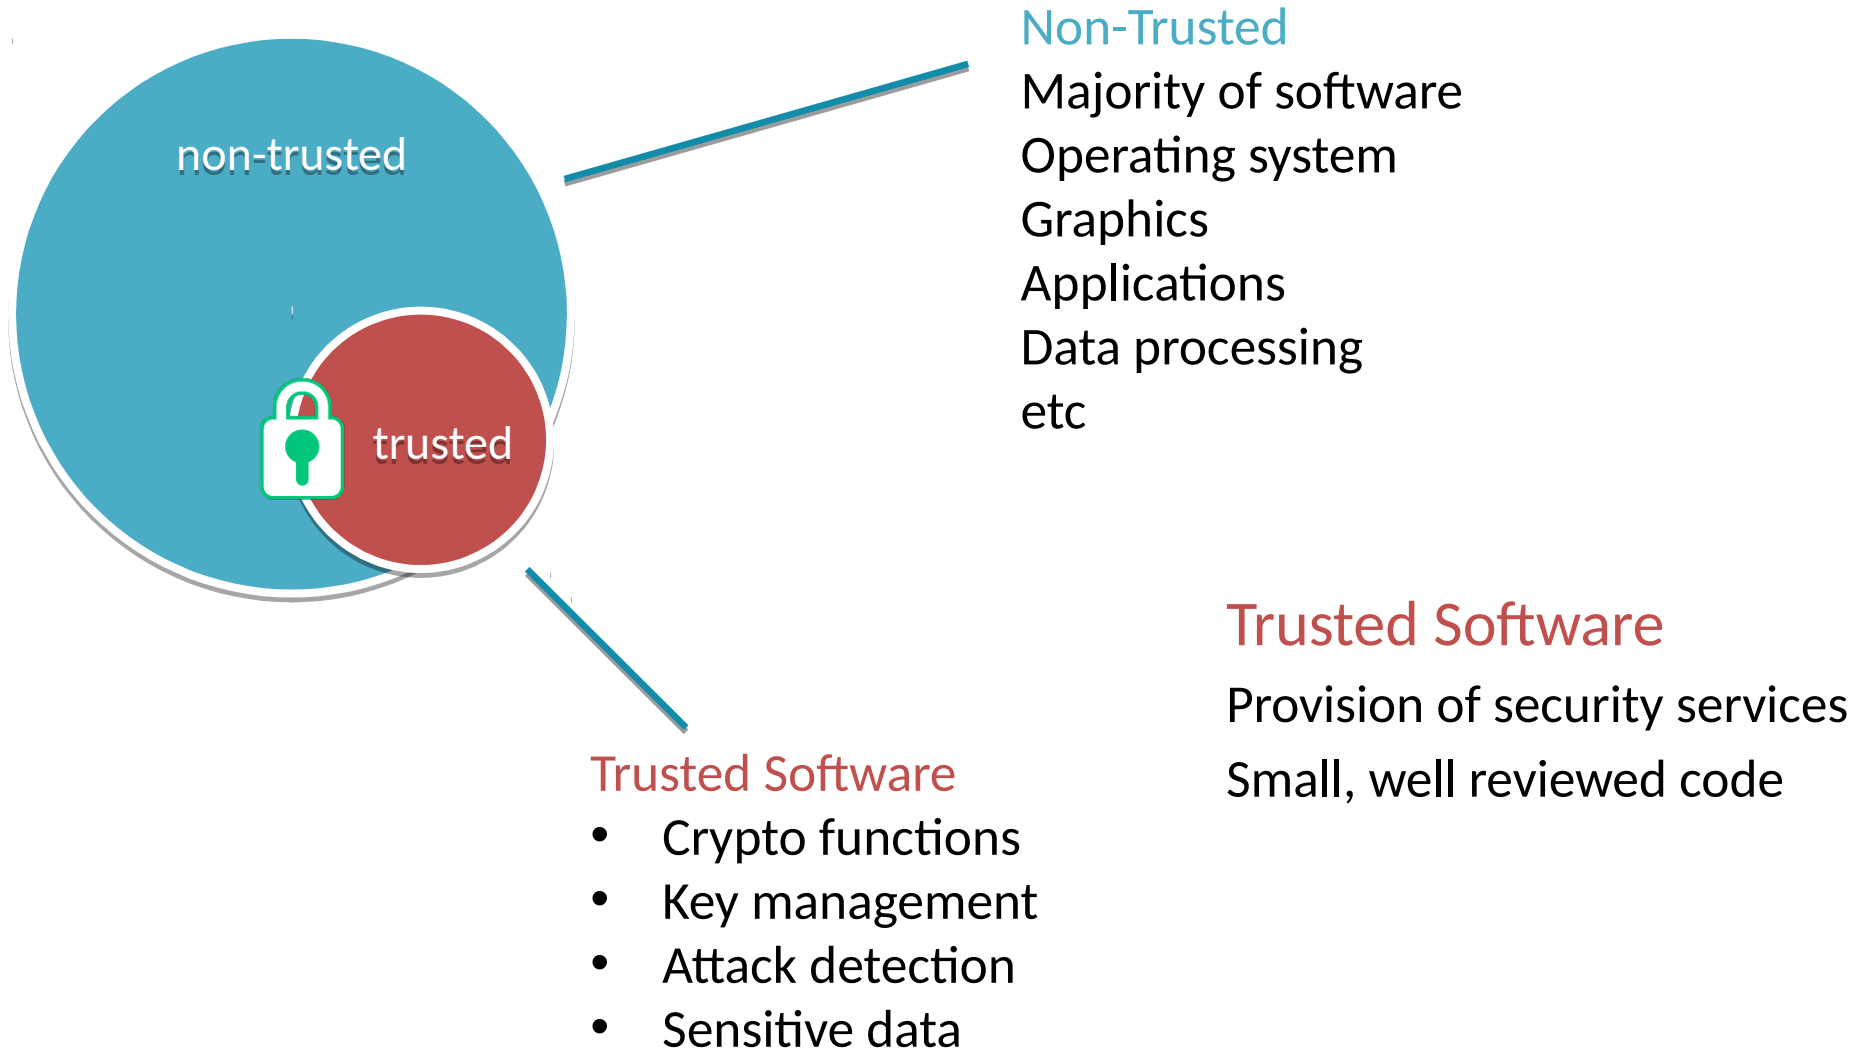 non-trusted
trusted
Non-Trusted
Majority of software
Operating system
Graphics
Applications
Data processing
etc
Trusted Software
• Crypto functions
• Key management
• Attack detection
• Sensitive data
Trusted Software
Provision of security services
Small, well reviewed code